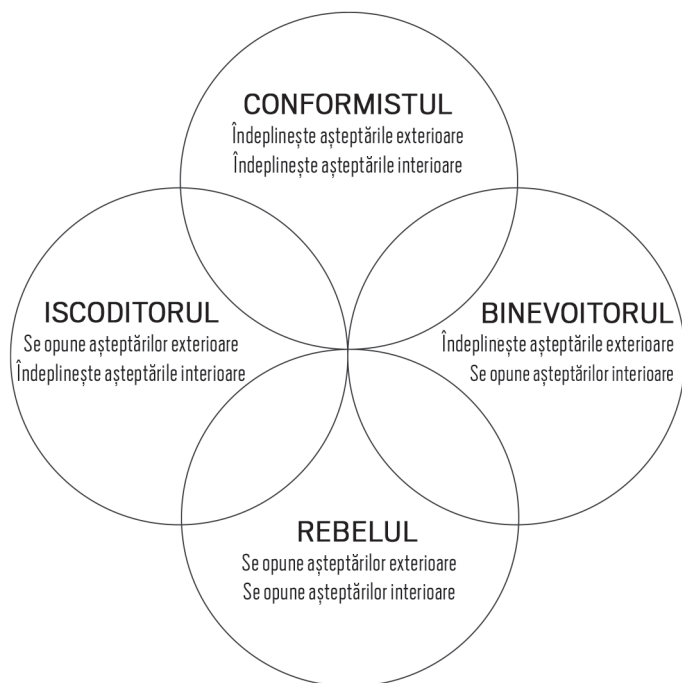 CONFORMISTUL
Îndeplinește așteptările exterioare
Îndeplinește așteptările interioare
ISCODITORUL
Se opune așteptărilor exterioare
Îndeplinește așteptările interioare
BINEVOITORUL
Îndeplinește așteptările exterioare
Se opune așteptărilor interioare
REBELUL
Se opune așteptărilor exterioare
Se opune așteptărilor interioare